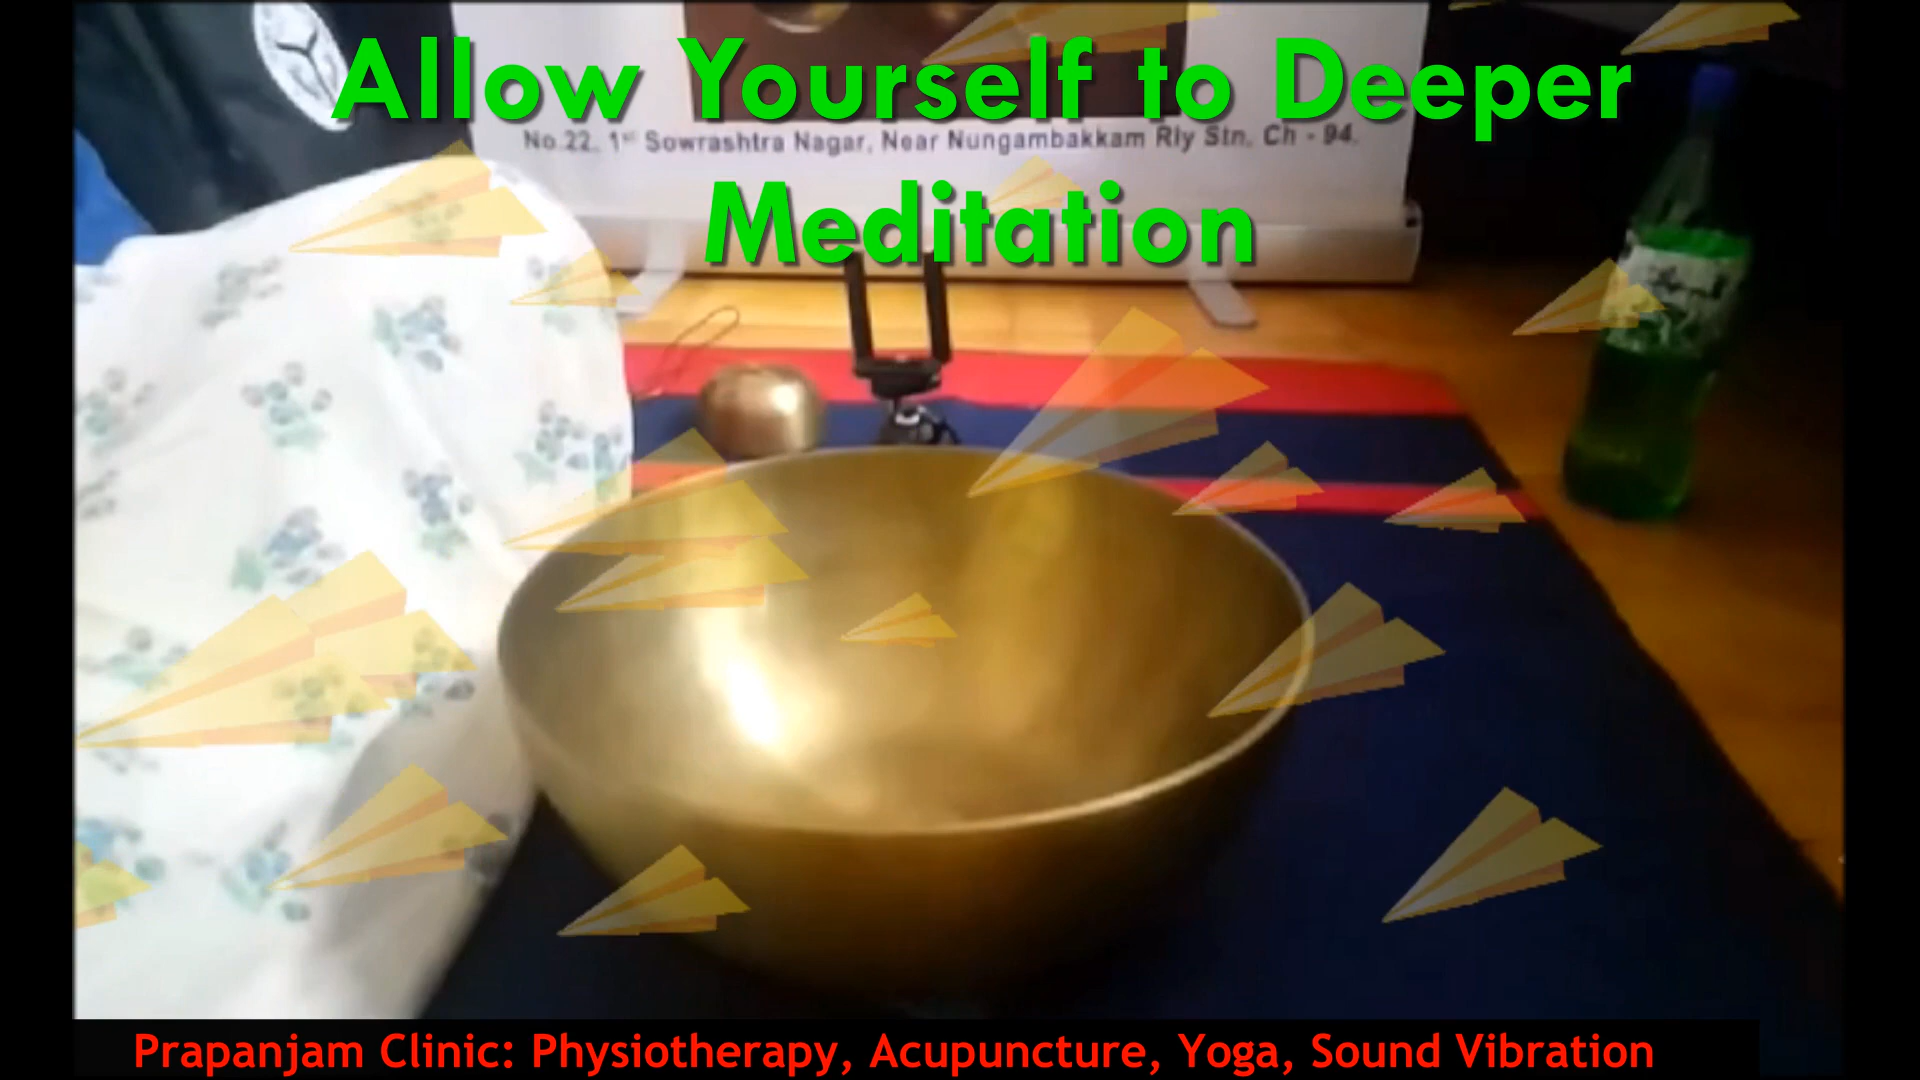 Allow Yourself to Deeper
No.22, 1st Sowrashtra Nagar, Near Nungambakkam Rly Stn, Ch - 94.
Meditation
Prapanjam Clinic: Physiotherapy, Acupuncture, Yoga, Sound Vibration